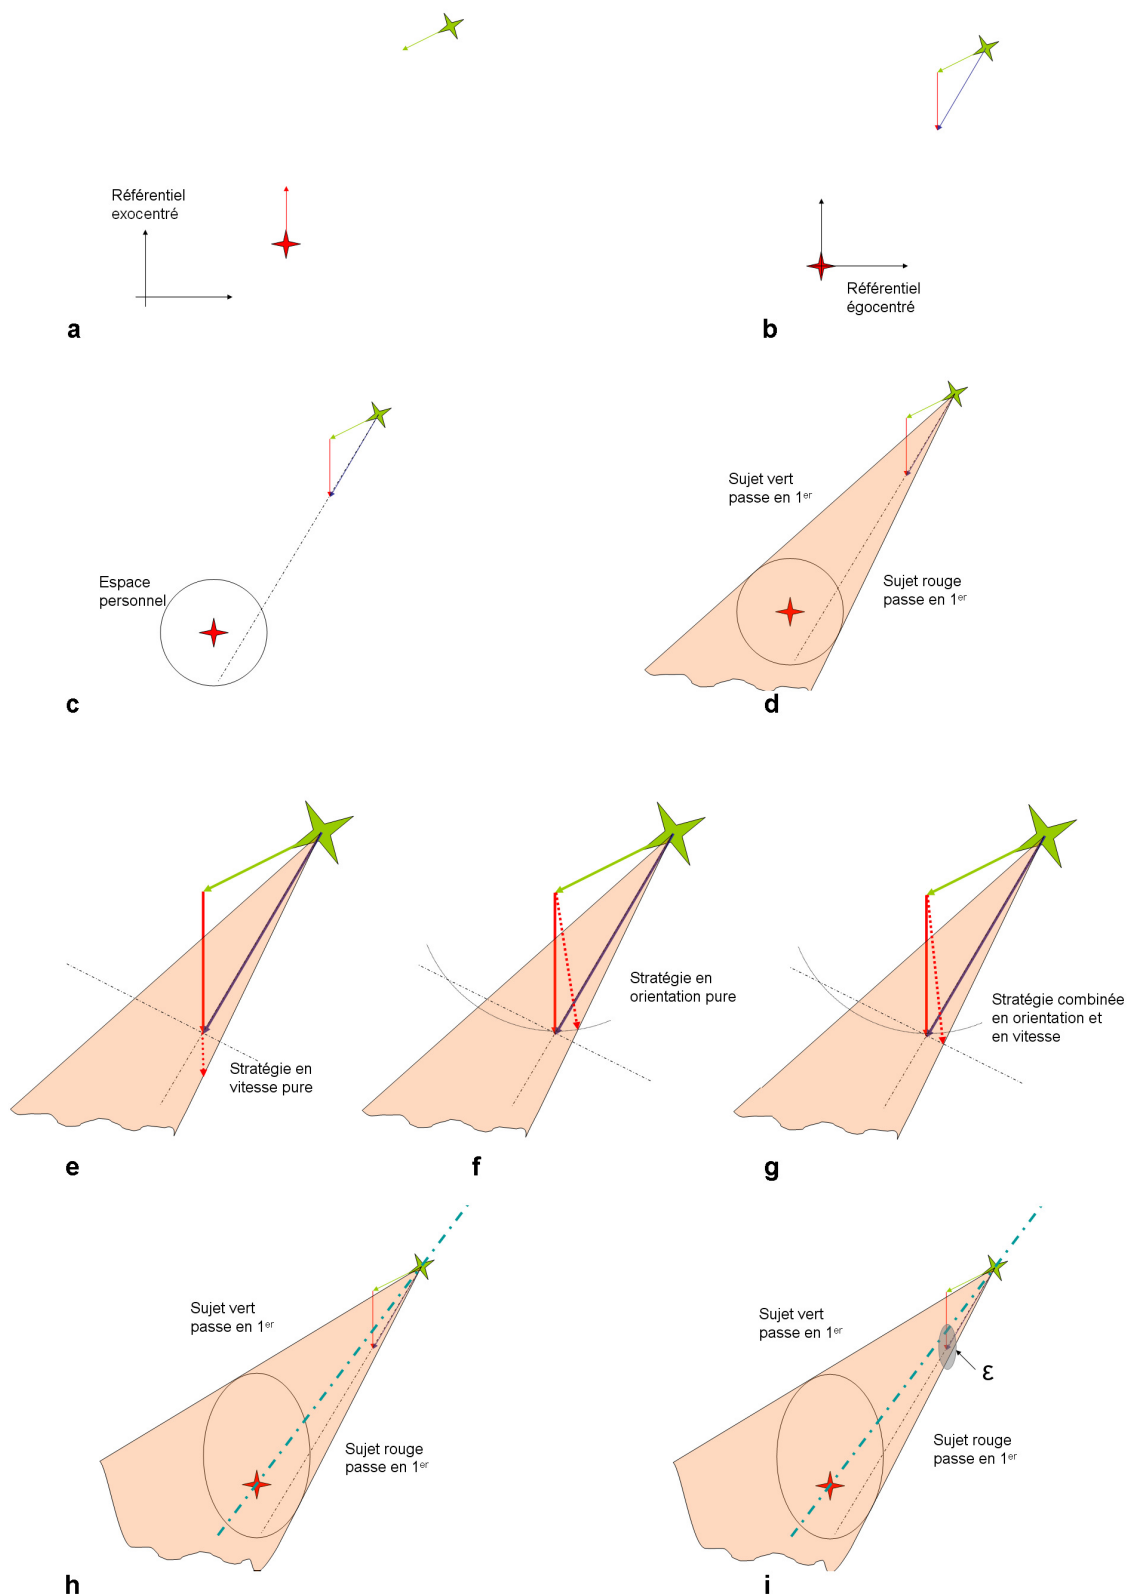 Référentiel
exocentré
a
Référentiel
égocentré
b
Espace
personnel
c
Sujet vert
passe en 1er
Sujet rouge
passe en 1er
d
Stratégie en
vitesse pure
e
Stratégie en
orientation pure
f
Stratégie combinée
en orientation et
en vitesse
g
Sujet vert
passe en 1er
Sujet rouge
passe en 1er
h
Sujet vert
passe en 1er
ε
Sujet rouge
passe en 1er
i